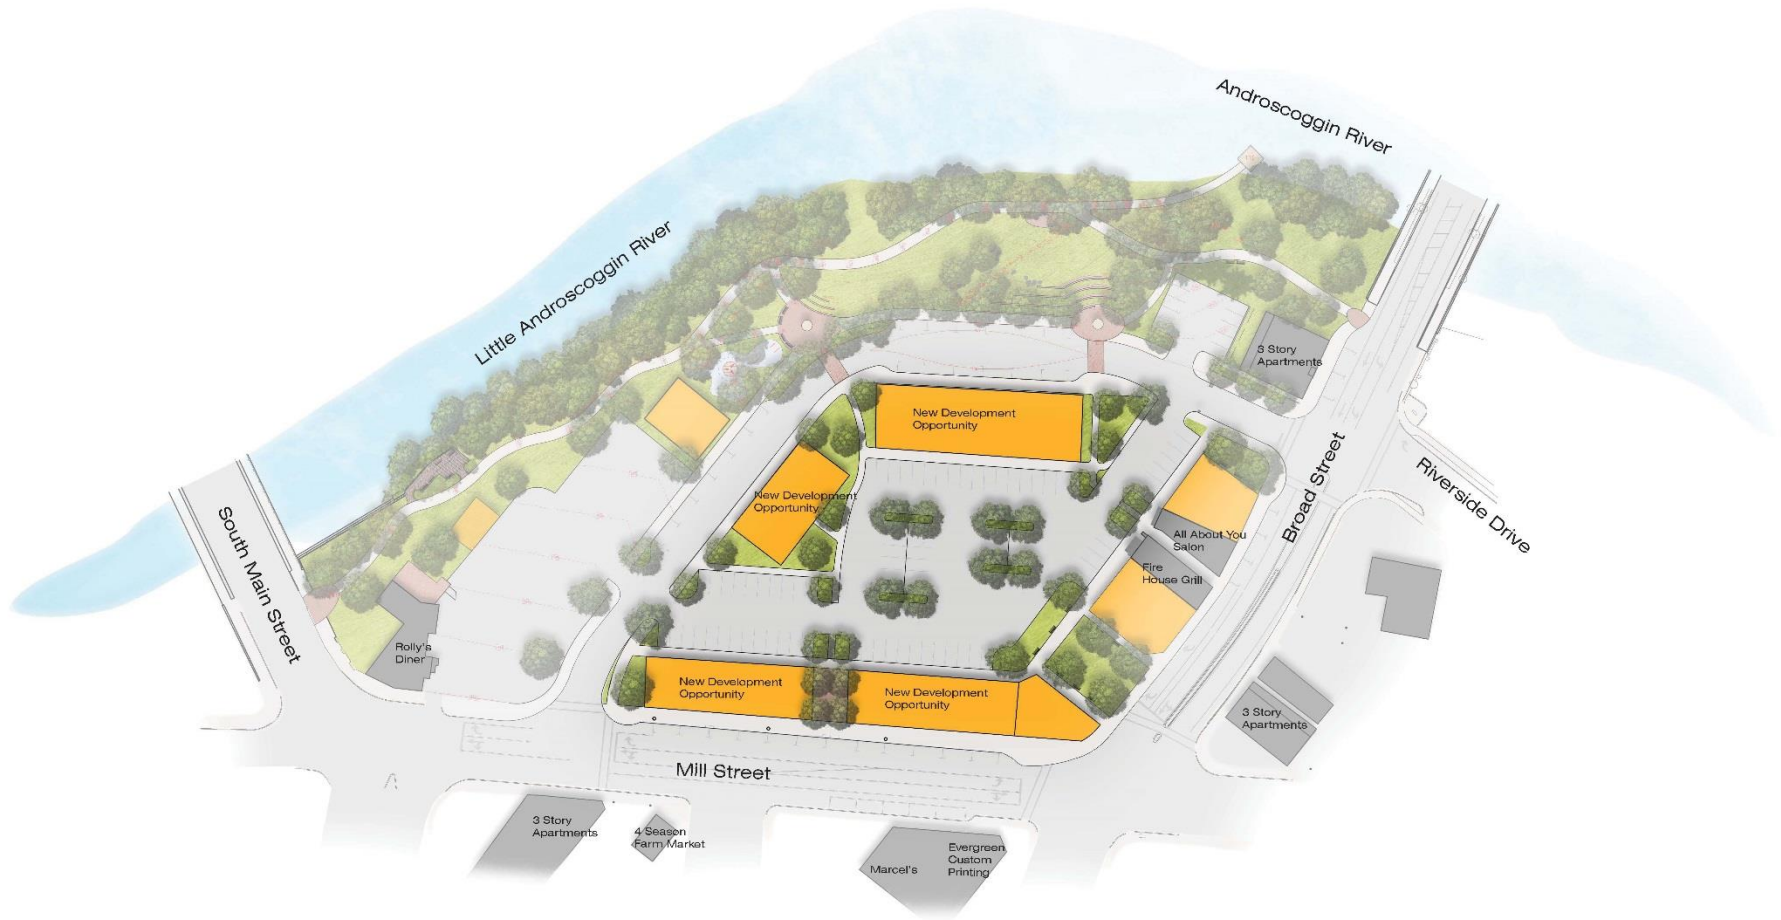 Androscoggin River
Little Androscoggin River
3 Story
Apartments
New Development
Opportunity
Broad Street
Riverside Drive
New Development
Opportunity
South Main Street
All About You
Salon
Fire
House Grill
Rolly's
Diner
New Development
Opportunity
New Development
Opportunity
3 Story
Apartments
Mill Street
3 Story
Apartments
4 Season
Farm Market
Marcel's
Evergreen
Custom
Printing